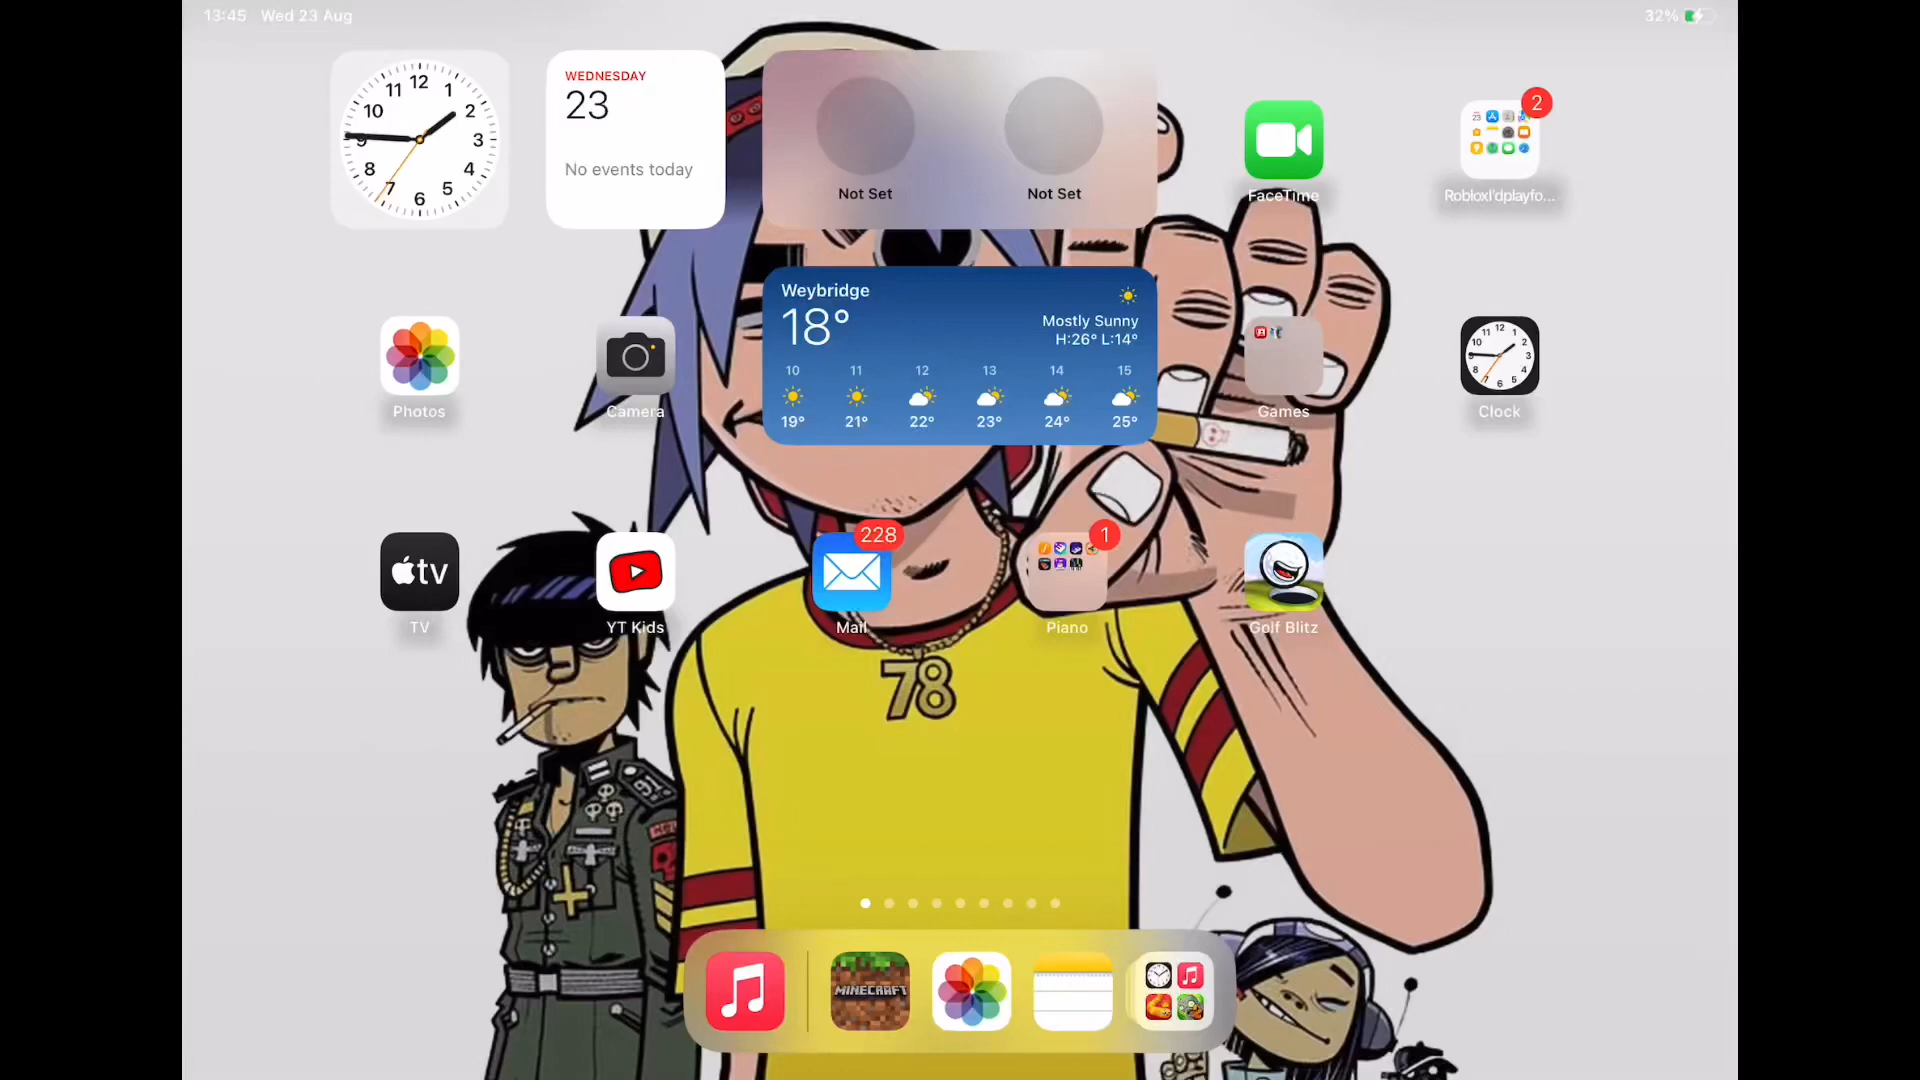 13:45 Wed 23 Aug
32%
12
1
2
3
4
5
6
7
8
9
10
11
WEDNESDAY
23
No events today
Not Set
Not Set
FaceTime
2
RobloxI'dplayfo...
Weybridge
18°
Mostly Sunny
H:26° L:14°
10 11 12 13 14 15
19° 21° 22° 23° 24° 25°
Photos
Camera
Games
Clock
tv
228
1
TV
YT Kids
Mail
Piano
Golf Blitz
78
MINECRAFT